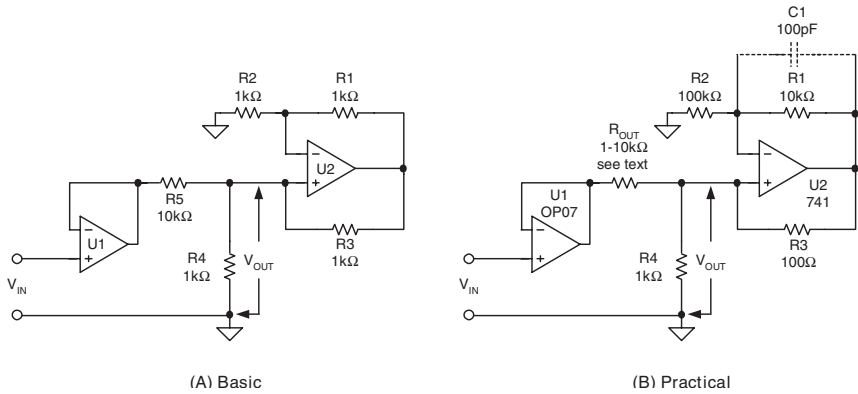 C1
100pF
R2
1kΩ
R1
1kΩ
−
+
U2
R5
10kΩ
−
+
U1
R3
1kΩ
R4
1kΩ
VOUT
VIN
(A) Basic
R2
100kΩ
R1
10kΩ
ROUT
1-10kΩ
see text
−
+
U2
741
U1
OP07
−
+
R3
100Ω
R4
1kΩ
VOUT
VIN
(B) Practical